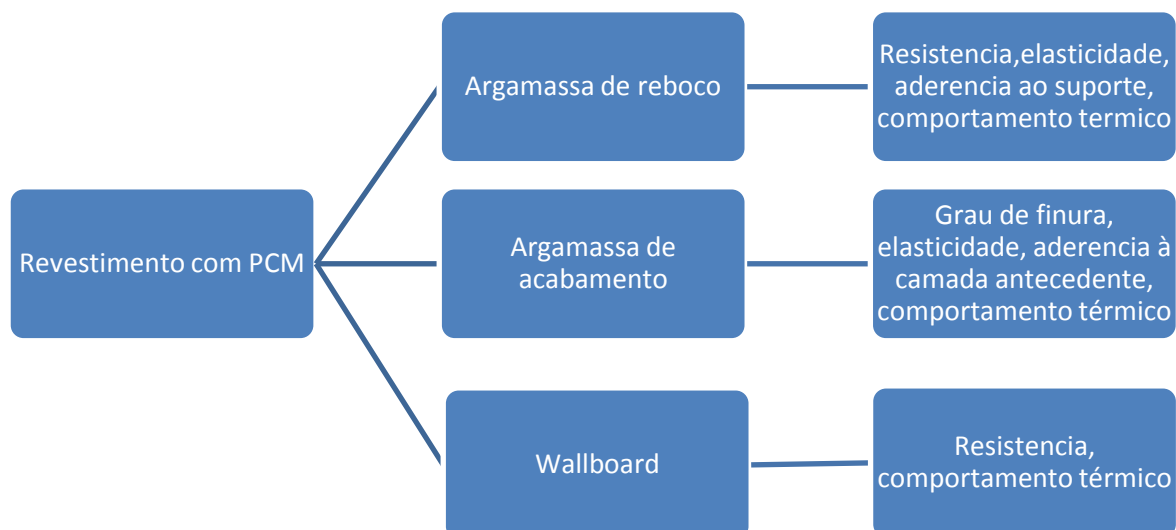 Revestimento com PCM
Argamassa de reboco
Resistencia,elasticidade,
aderencia ao suporte,
comportamento termico
Argamassa de
acabamento
Grau de finura,
elasticidade, aderencia à
camada antecedente,
comportamento térmico
Wallboard
Resistencia,
comportamento térmico